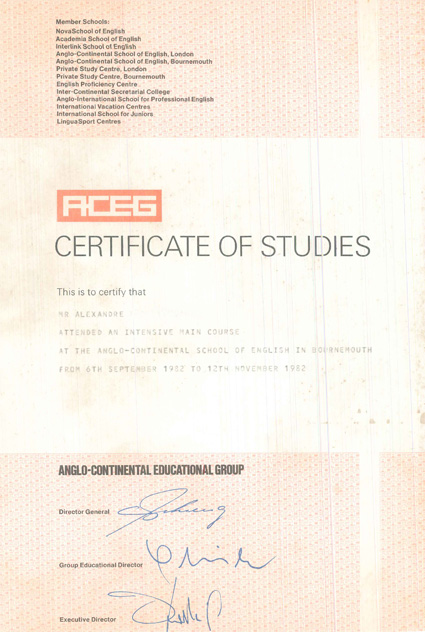 Member Schools:
NovaSchool of English
Academia School of English
Interlink School of English
Anglo-Continental School of English, London
Anglo-Continental School of English, Bournemouth
Private Study Centre, London
Private Study Centre, Bournemouth
English Proficiency Centre
Inter-Continental Secretarial College
Anglo-International School for Professional English
International Vacation Centres
International School for Juniors
LinguaSport Centres
ACEG
CERTIFICATE OF STUDIES
This is to certify that
MR ALEXANDRE
ATTENDED AN INTENSIVE MAIN COURSE
AT THE ANGLO-CONTINENTAL SCHOOL OF ENGLISH IN BOURNEMOUTH
FROM 6TH SEPTEMBER 1982 TO 12TH NOVEMBER 1982
ANGLO-CONTINENTAL EDUCATIONAL GROUP
Director General
Group Educational Director
Executive Director